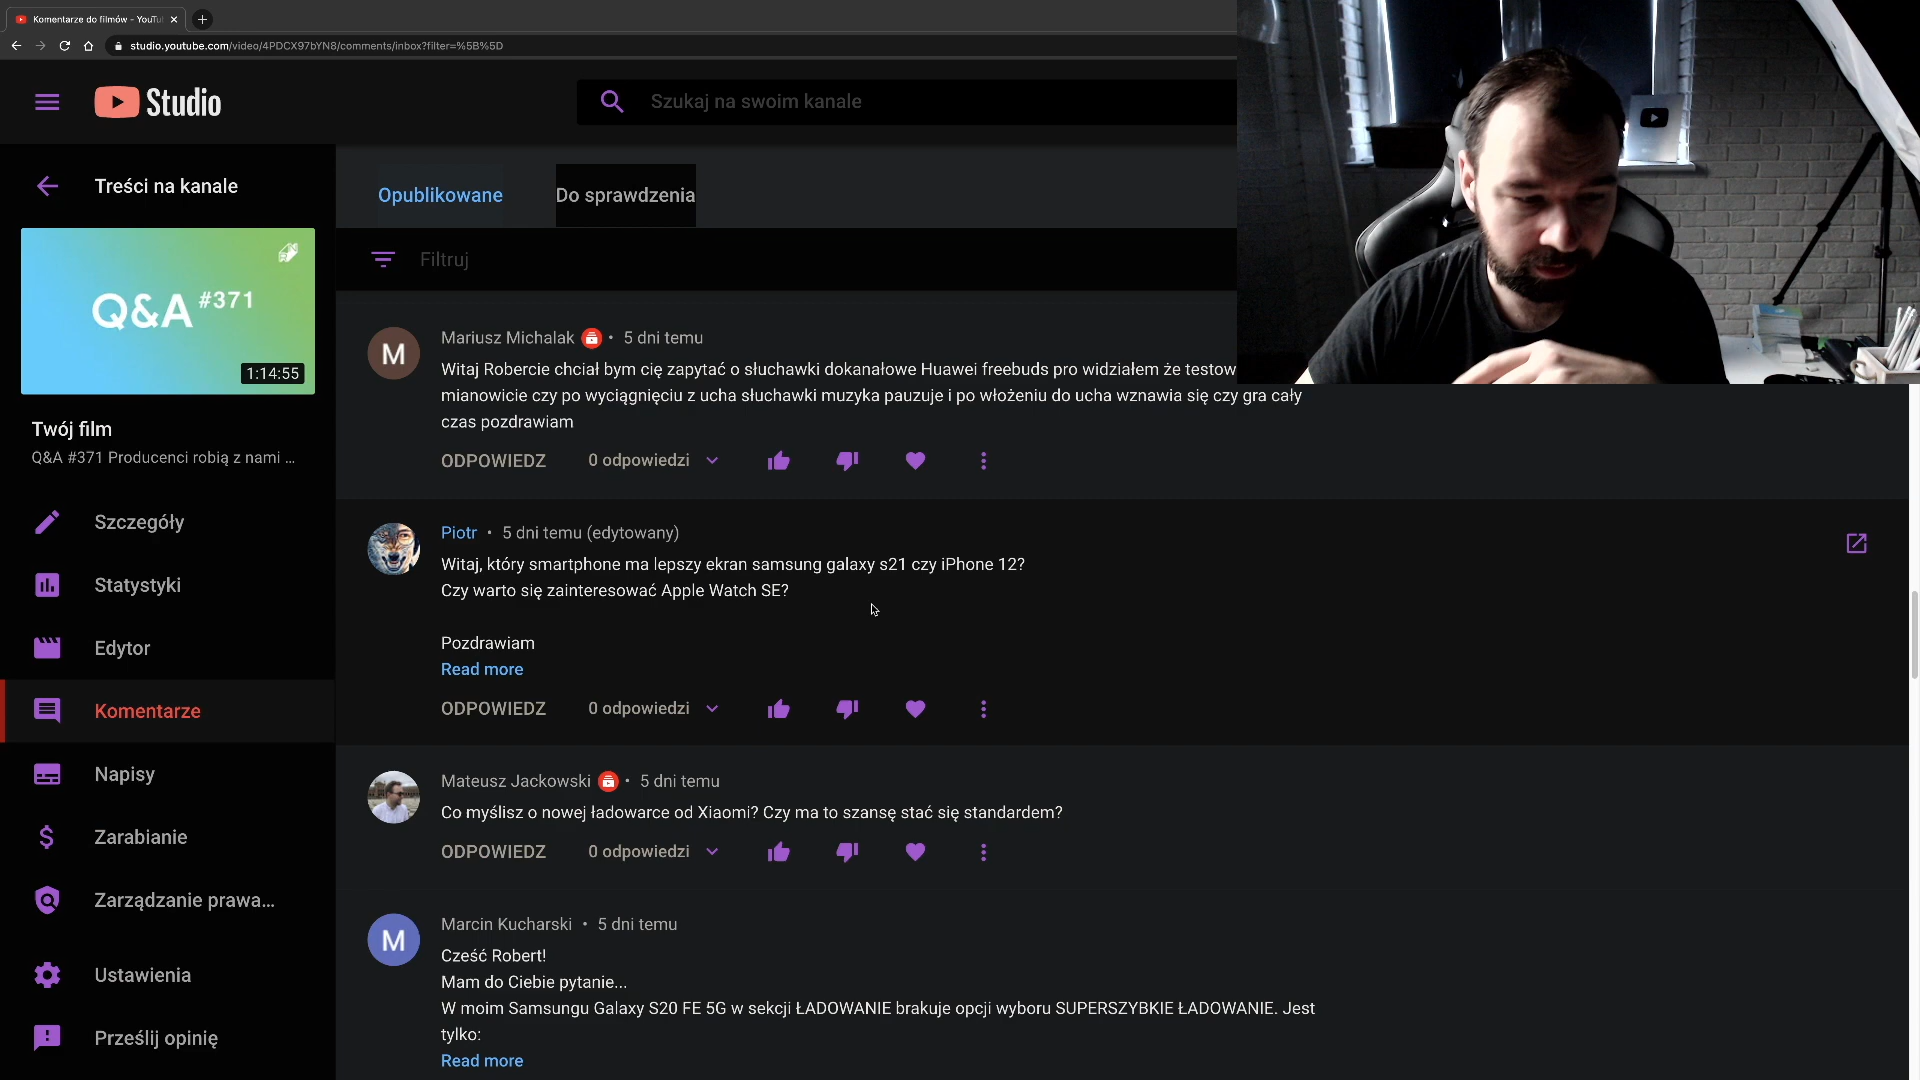 Komentarze do filmów - YouTu
studio.youtube.com/video/4PDCX97bYN8/comments/inbox?filter=%5B%5D
Studio
Szukaj na swoim kanale
Treści na kanale
Opublikowane
Do sprawdzenia
Filtruj
Q&A #371
1:14:55
Twój film
Q&A #371 Producenci robią z nami ...
Szczegóły
Statystyki
Edytor
Komentarze
Napisy
Zarabianie
Zarządzanie prawa...
Ustawienia
Prześlij opinię
M
Mariusz Michalak • 5 dni temu
Witaj Robercie chciał bym cię zapytać o słuchawki dokanałowe Huawei freebuds pro widziałem że testow
mianowicie czy po wyciągnięciu z ucha słuchawki muzyka pauzuje i po włożeniu do ucha wznawia się czy gra cały
czas pozdrawiam
ODPOWIEDZ 0 odpowiedzi
Piotr • 5 dni temu (edytowany)
Witaj, który smartphone ma lepszy ekran samsung galaxy s21 czy iPhone 12?
Czy warto się zainteresować Apple Watch SE?
Pozdrawiam
Read more
ODPOWIEDZ 0 odpowiedzi
Mateusz Jackowski • 5 dni temu
Co myślisz o nowej ładowarce od Xiaomi? Czy ma to szansę stać się standardem?
ODPOWIEDZ 0 odpowiedzi
M
Marcin Kucharski • 5 dni temu
Cześć Robert!
Mam do Ciebie pytanie...
W moim Samsungu Galaxy S20 FE 5G w sekcji ŁADOWANIE brakuje opcji wyboru SUPERSZYBKIE ŁADOWANIE. Jest
tylko:
Read more